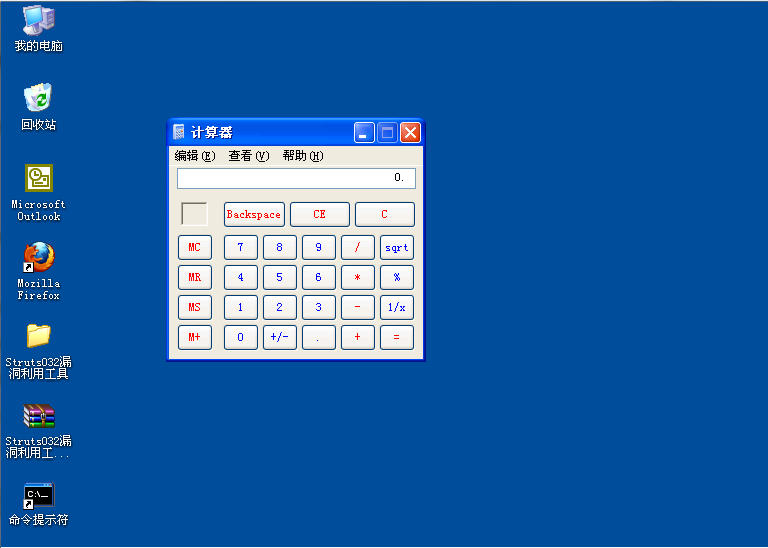 我的电脑
回收站
Microsoft
Outlook
Mozilla
Firefox
Struts032漏
洞利用工具
Struts032漏
洞利用工...
C:\_
命令提示符
计算器
编辑(E) 查看(V) 帮助(H)
0.
Backspace CE C
MC 7 8 9 / sqrt
MR 4 5 6 * %
MS 1 2 3 - 1/x
M+ 0 +/- . + =